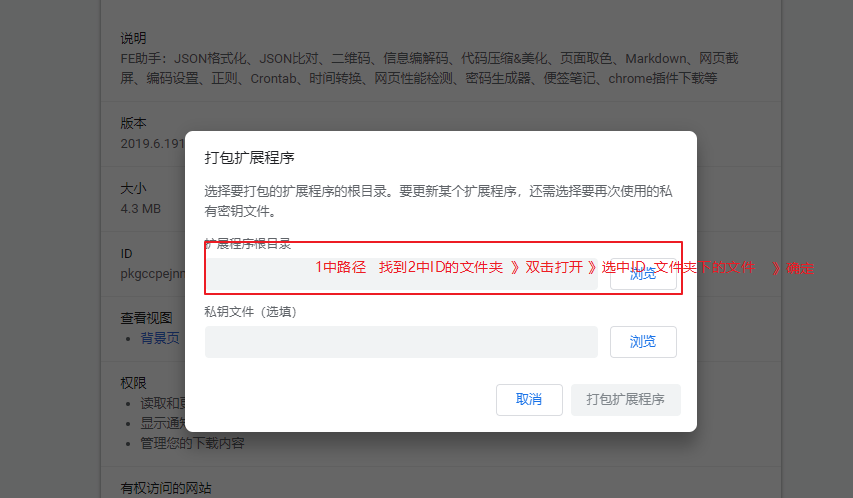 说明
FE助手：JSON格式化、JSON比对、二维码、信息编解码、代码压缩&美化、页面取色、Markdown、网页截
屏、编码设置、正则、Crontab、时间转换、网页性能检测、密码生成器、便签笔记、chrome插件下载等
版本
2019.6.191
大小
4.3 MB
ID
pkgccpejnm
查看视图
背景页
权限
读取和更
显示通知
管理您的下载内容
有权访问的网站
打包扩展程序
选择要打包的扩展程序的根目录。要更新某个扩展程序，还需选择要再次使用的私
有密钥文件。
扩展程序根目录
1中路径 找到2中ID的文件夹 》双击打开 》选中ID 文件夹下的文件 》确定
浏览
私钥文件（选填）
浏览
取消
打包扩展程序